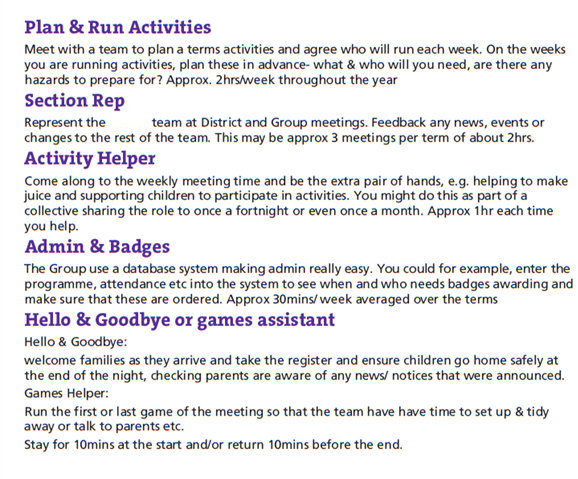 Plan & Run Activities
Meet with a team to plan a terms activities and agree who will run each week. On the weeks
you are running activities, plan these in advance- what & who will you need, are there any
hazards to prepare for? Approx. 2hrs/week throughout the year
Section Rep
Represent the team at District and Group meetings. Feedback any news, events or
changes to the rest of the team. This may be approx 3 meetings per term of about 2hrs.
Activity Helper
Come along to the weekly meeting time and be the extra pair of hands, e.g. helping to make
juice and supporting children to participate in activities. You might do this as part of a
collective sharing the role to once a fortnight or even once a month. Approx 1hr each time
you help.
Admin & Badges
The Group use a database system making admin really easy. You could for example, enter the
programme, attendance etc into the system to see when and who needs badges awarding and
make sure that these are ordered. Approx 30mins/ week averaged over the terms
Hello & Goodbye or games assistant
Hello & Goodbye:
welcome families as they arrive and take the register and ensure children go home safely at
the end of the night, checking parents are aware of any news/ notices that were announced.
Games Helper:
Run the first or last game of the meeting so that the team have have time to set up & tidy
away or talk to parents etc.
Stay for 10mins at the start and/or return 10mins before the end.